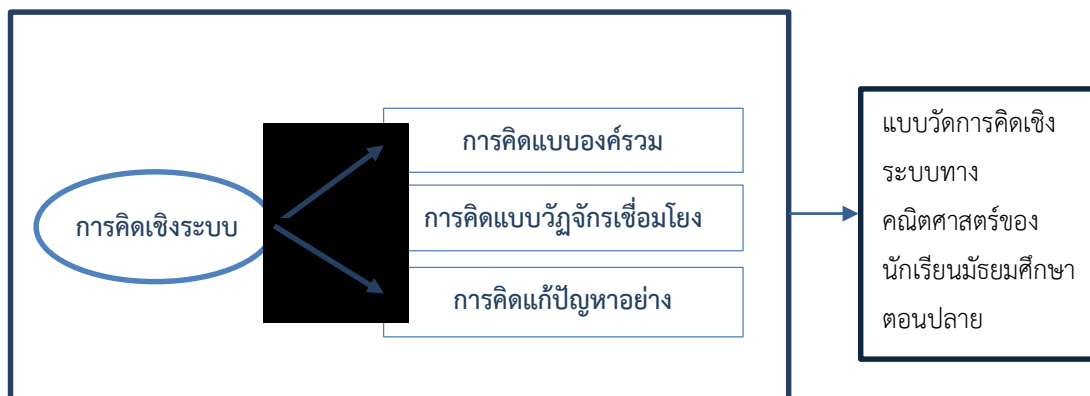 การคิดแบบองค์รวม
การคิดเชิงระบบ
การคิดแบบวัฏจักรเชื่อมโยง
การคิดแก้ปัญหาอย่าง
แบบวัดการคิดเชิง
ระบบทาง
คณิตศาสตร์ของ
นักเรียนมัธยมศึกษา
ตอนปลาย